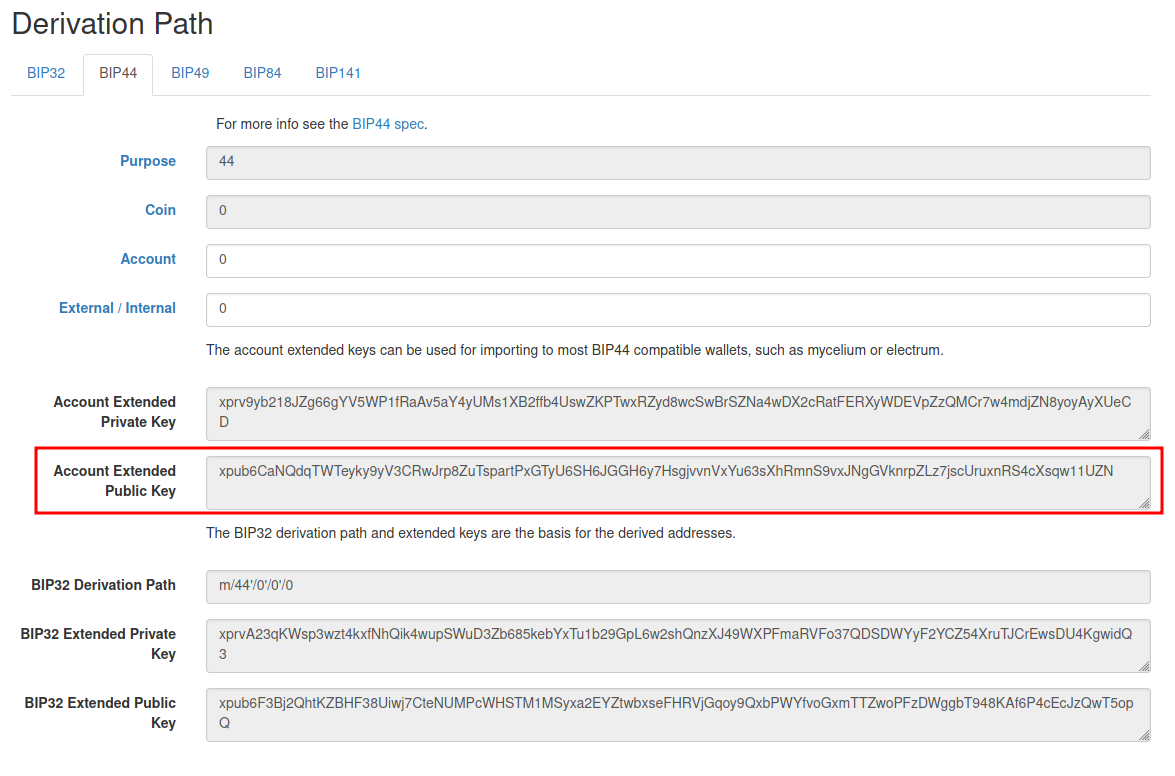 Derivation Path
BIP32 BIP44 BIP49 BIP84 BIP141
For more info see the BIP44 spec.
Purpose 44
Coin 0
Account 0
External / Internal 0
The account extended keys can be used for importing to most BIP44 compatible wallets, such as mycelium or electrum.
Account Extended Private Key
xprv9yb218JZg66gYV5WP1fRaAv5aY4yUMs1XB2ffb4UswZKPTwxRZyd8wcSwBrSZNa4wDX2cRatFERXyWDEVpZzQMCr7w4mdjZN8yoyAyXUeC
D
Account Extended Public Key
xpub6CaNQdqTWTeyky9yV3CRwJrp8ZuTspartPxGTyU6SH6JGGH6y7HsgjvvnVxYu63sXhRmnS9vxJNgGVknrpZLz7jscUruxnRS4cXsqw11UZN
The BIP32 derivation path and extended keys are the basis for the derived addresses.
BIP32 Derivation Path m/44'/0'/0'/0
BIP32 Extended Private Key
xprvA23qKWsp3wzt4kxfNhQik4wupSWuD3Zb685kebYxTu1b29GpL6w2shQnzXJ49WXPFmaRVFo37QDSDWYyF2YCZ54XruTJCrEwsDU4KgwidQ
3
BIP32 Extended Public Key
xpub6F3Bj2QhtKZBHF38Uiwj7CteNUMPcWHSTM1MSyxa2EYZtwbxseFHRVjGqoy9QxbPWYfvoGxmTTZwoPFzDWggbT948KAf6P4cEcJzQwT5op
Q